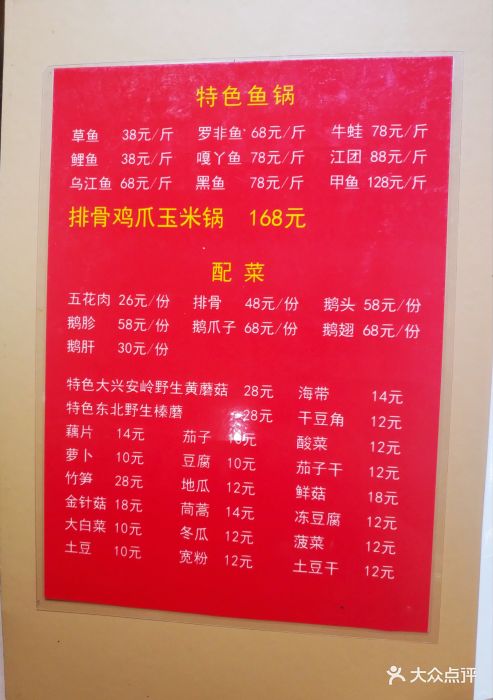 特色鱼锅
草鱼 38元/斤 罗非鱼 68元/斤 牛蛙 78元/斤
鲤鱼 38元/斤 嘎丫鱼 78元/斤 江团 88元/斤
乌江鱼 68元/斤 黑鱼 78元/斤 甲鱼 128元/斤
排骨鸡爪玉米锅 168元
配菜
五花肉 26元/份 排骨 48元/份 鹅头 58元/份
鹅胗 58元/份 鹅爪子 68元/份 鹅翅 68元/份
鹅肝 30元/份
特色大兴安岭野生黄蘑菇 28元 海带 14元
特色东北野生榛磨 28元 干豆角 12元
藕片 14元 茄子 元 酸菜 12元
萝卜 10元 豆腐 10元 茄子干 12元
竹笋 28元 地瓜 12元 鲜菇 18元
金针菇 18元 茼蒿 14元 冻豆腐 12元
大白菜 10元 冬瓜 12元 菠菜 12元
土豆 10元 宽粉 12元 土豆干 12元
大众点评